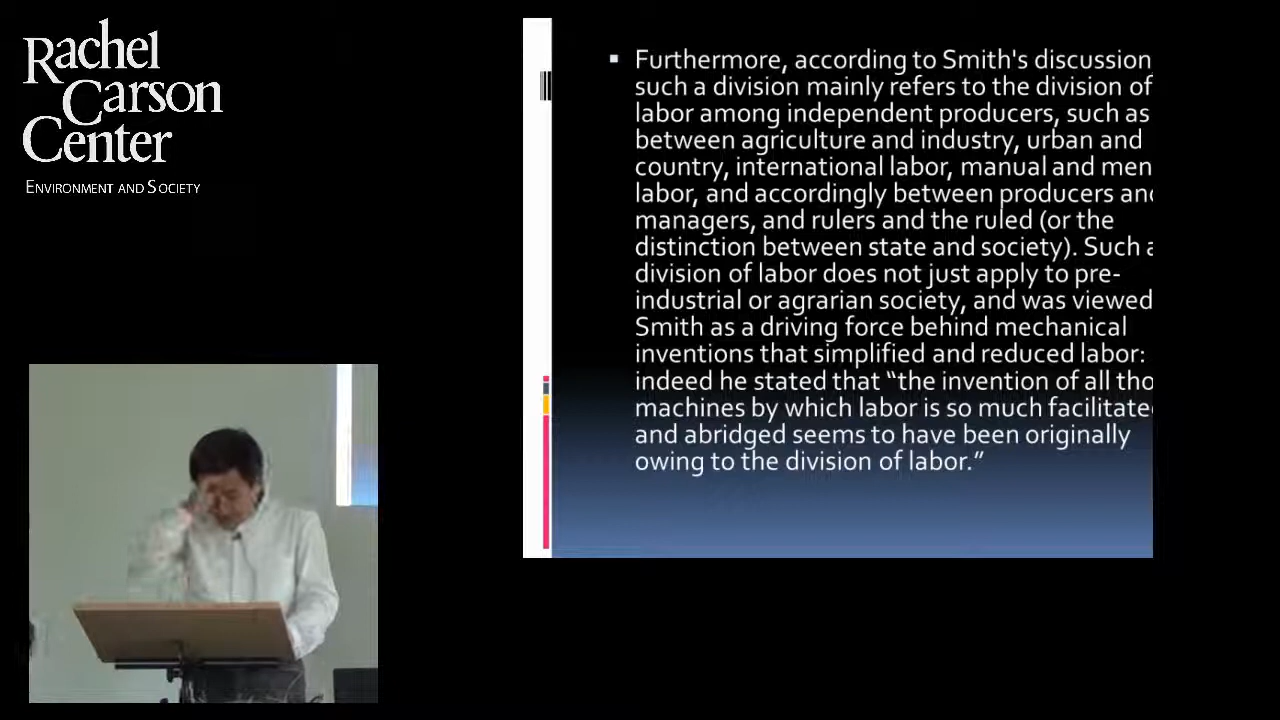 Rachel
Carson
Center
ENVIRONMENT AND SOCIETY
▪ Furthermore, according to Smith's discussion
such a division mainly refers to the division of
labor among independent producers, such as
between agriculture and industry, urban and
country, international labor, manual and men
labor, and accordingly between producers and
managers, and rulers and the ruled (or the
distinction between state and society). Such a
division of labor does not just apply to pre-
industrial or agrarian society, and was viewed
Smith as a driving force behind mechanical
inventions that simplified and reduced labor:
indeed he stated that “the invention of all tho
machines by which labor is so much facilitate
and abridged seems to have been originally
owing to the division of labor.”